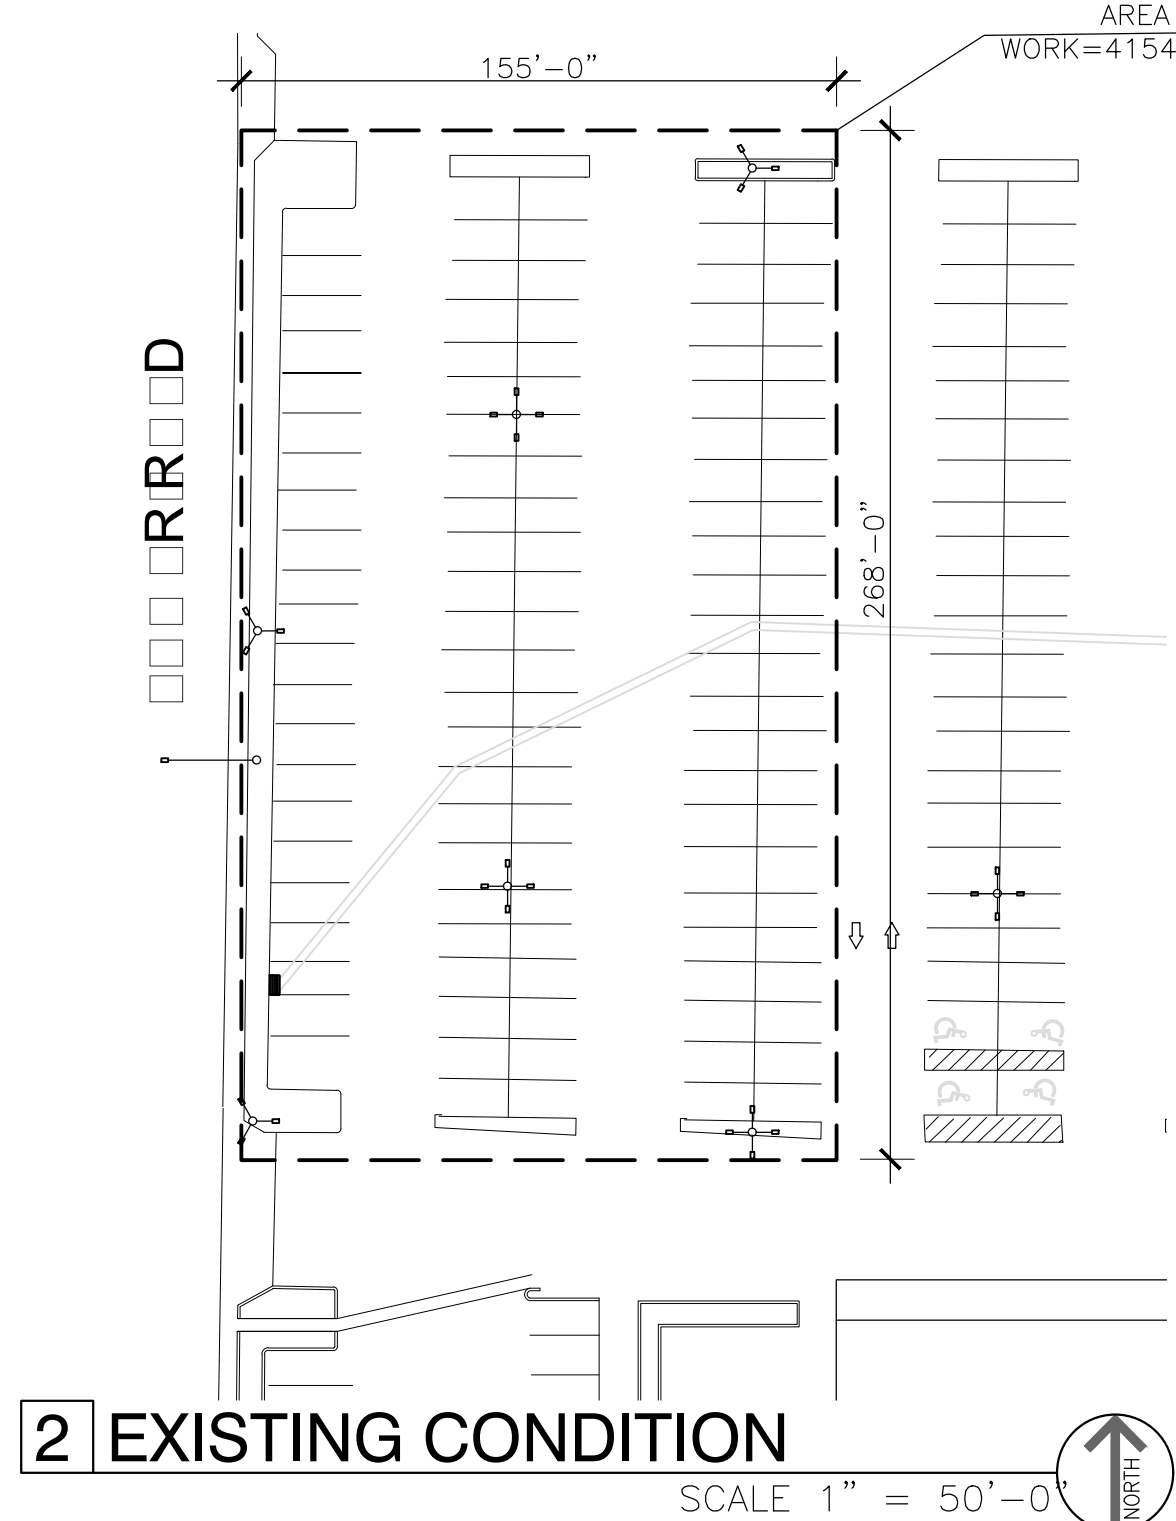 AREA
WORK=4154
155'-0"
268'-0"
2 EXISTING CONDITION
SCALE 1" = 50'-0"
NORTH